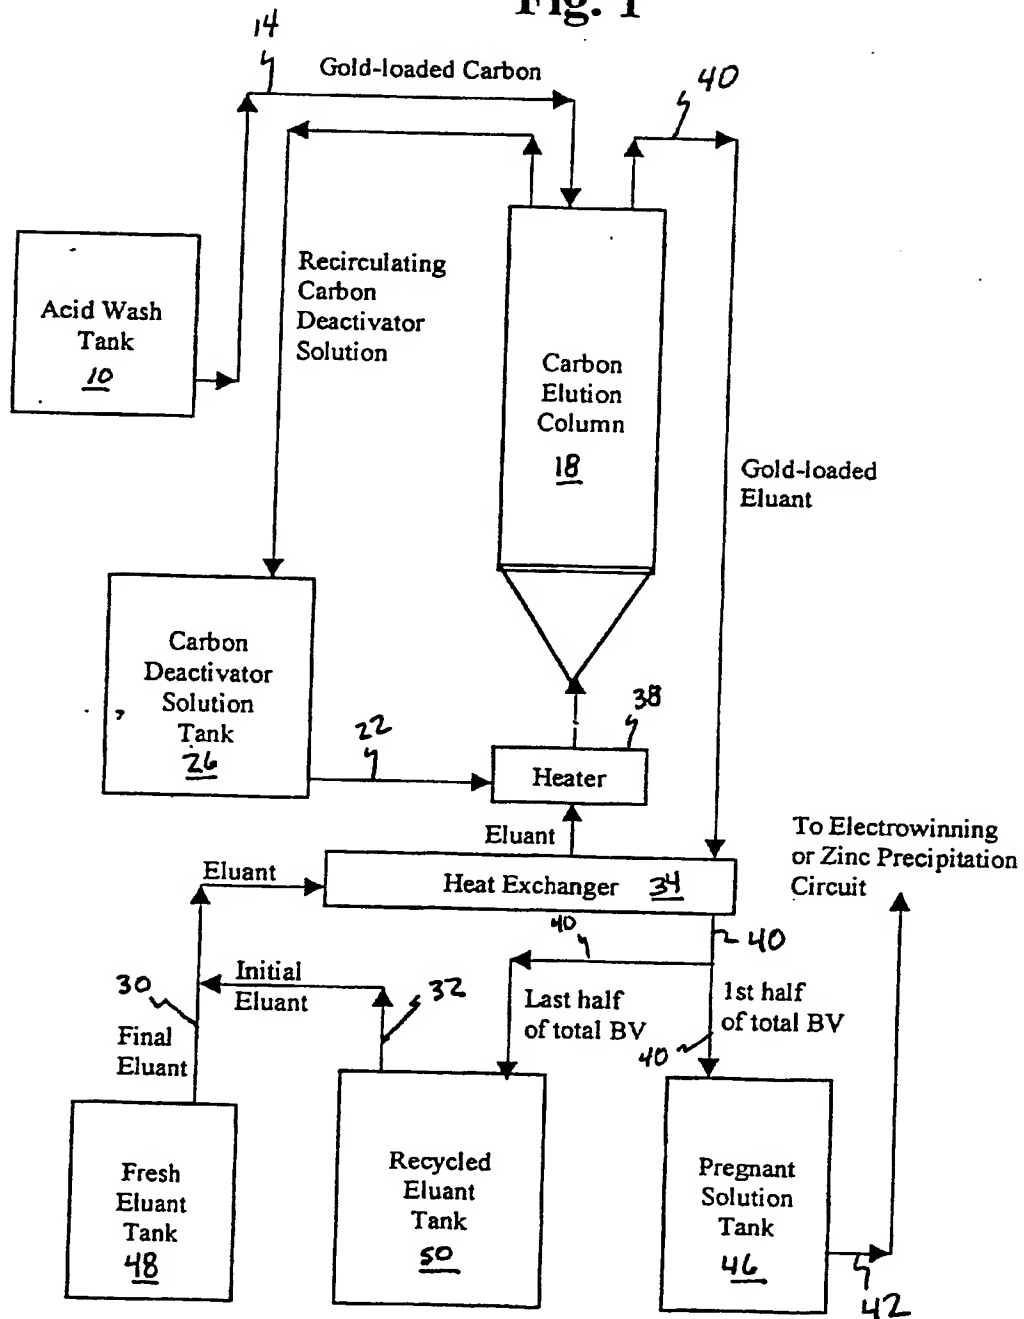 Fig. 1
14
Gold-loaded Carbon
40
Recirculating
Carbon
Deactivator
Solution
Acid Wash
Tank
10
Carbon
Elution
Column
18
Gold-loaded
Eluant
Carbon
Deactivator
Solution
Tank
26
22
38
Heater
Eluant
To Electrowinning
or Zinc Precipitation
Circuit
Eluant
Heat Exchanger 34
40
40
30
Initial
Eluant
32
Last half
of total BV
1st half
of total BV
40
Final
Eluant
Fresh
Eluant
Tank
48
Recycled
Eluant
Tank
50
Pregnant
Solution
Tank
46
42